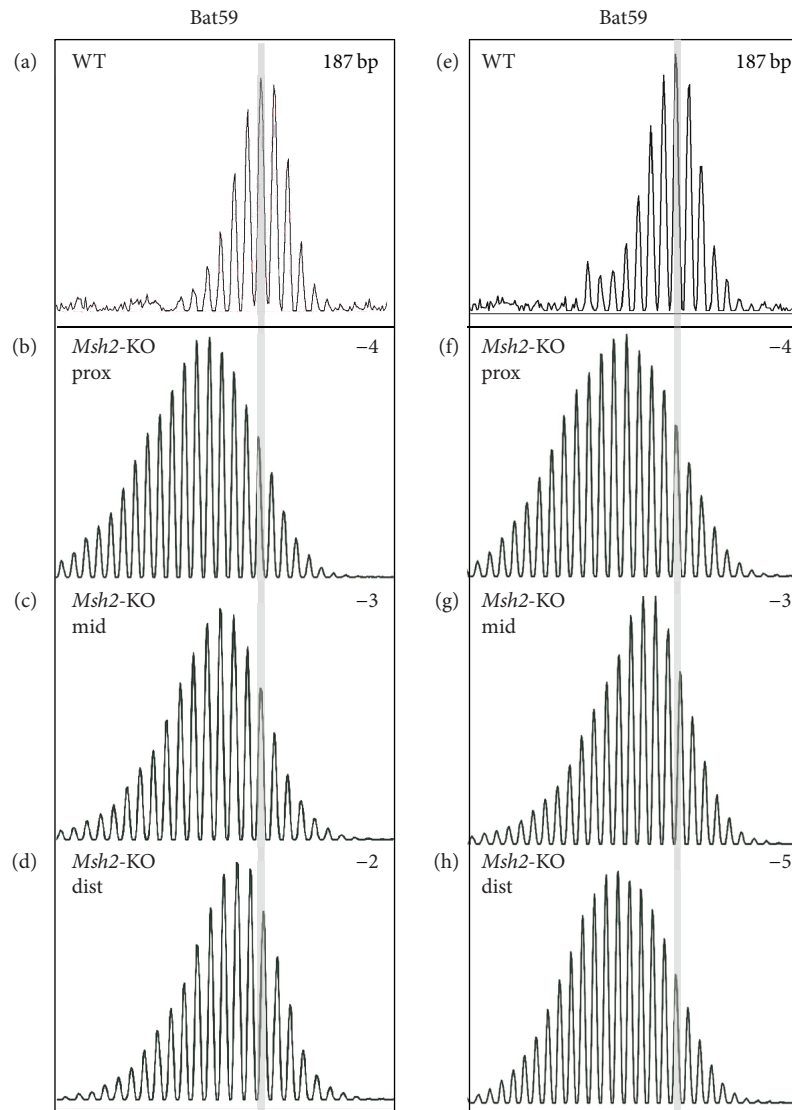 Bat59
(a) WT 187 bp
(b) Msh2-KO −4
prox
(c) Msh2-KO −3
mid
(d) Msh2-KO −2
dist
Bat59
(e) WT 187 bp
(f) Msh2-KO −4
prox
(g) Msh2-KO −3
mid
(h) Msh2-KO −5
dist